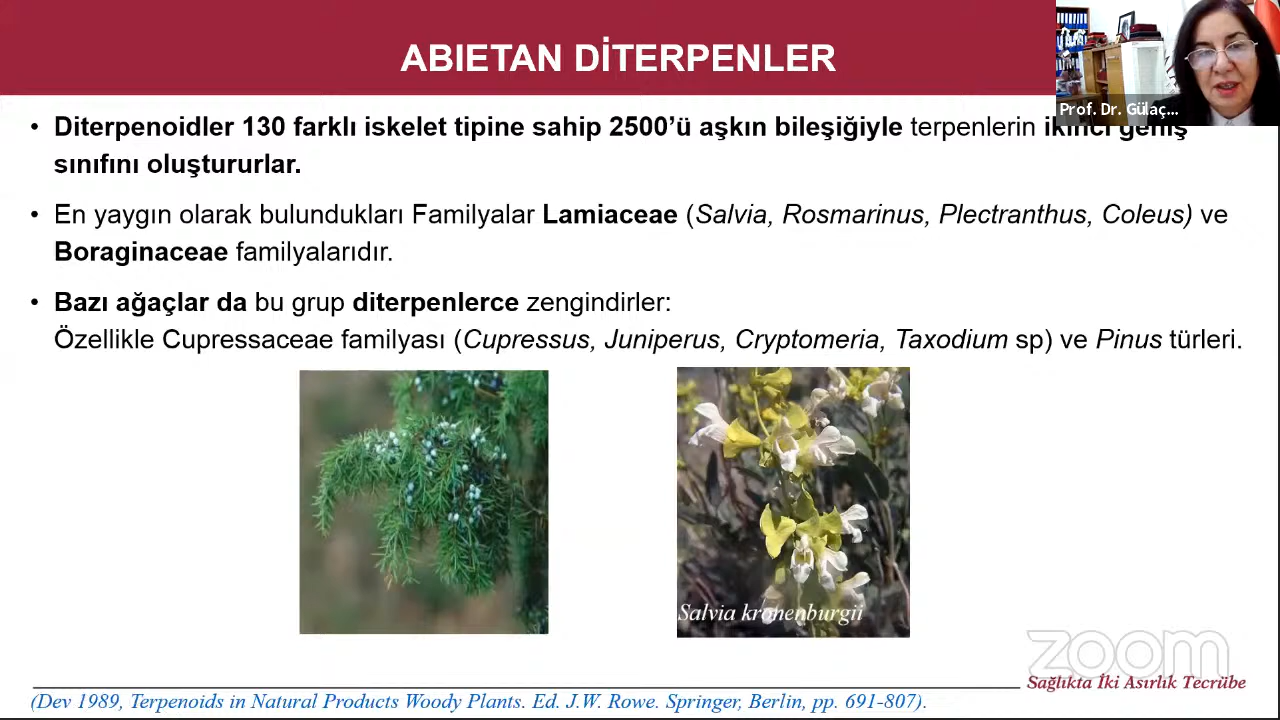 ABIETAN DİTERPENLER
Prof. Dr. Gülaç...
• Diterpenoidler 130 farklı iskelet tipine sahip 2500’ü aşkın bileşiğiyle terpenlerin ikinci geniş
sınıfını oluştururlar.
• En yaygın olarak bulundukları Familyalar Lamiaceae (Salvia, Rosmarinus, Plectranthus, Coleus) ve
Boraginaceae familyalarıdır.
• Bazı ağaçlar da bu grup diterpenlerce zengindirler:
Özellikle Cupressaceae familyası (Cupressus, Juniperus, Cryptomeria, Taxodium sp) ve Pinus türleri.
Salvia kronenburgii
zoom
Sağlıkta İki Asırlık Tecrübe
(Dev 1989, Terpenoids in Natural Products Woody Plants. Ed. J.W. Rowe. Springer, Berlin, pp. 691-807).